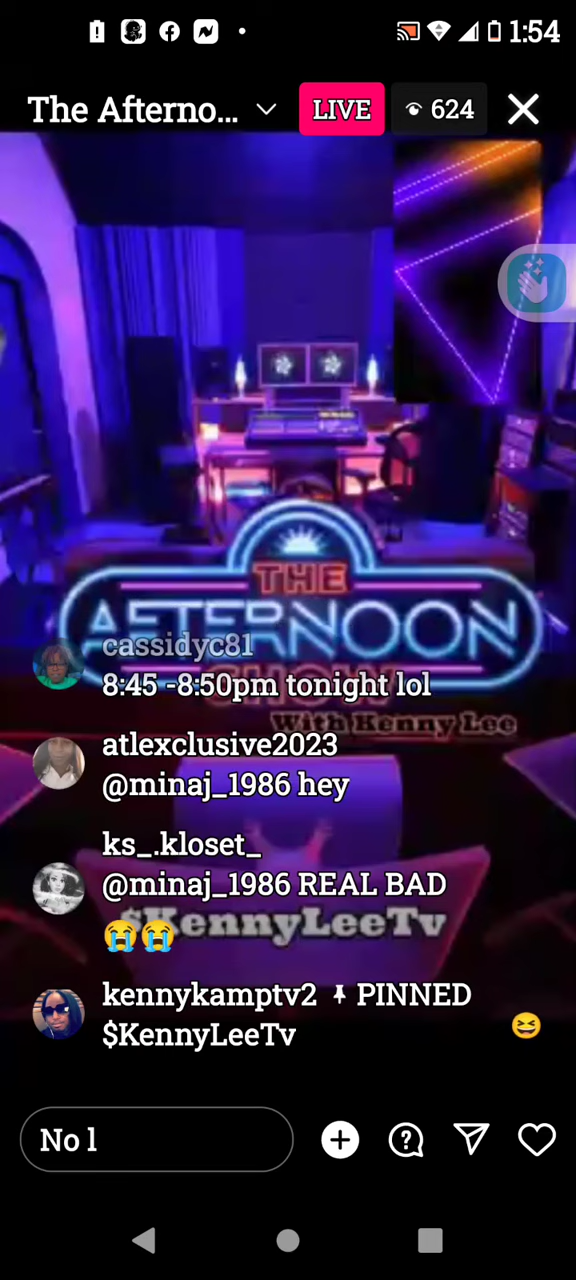 1:54
The Afterno...
LIVE
624
THE
AFTERNOON
SHOW
With Kenny Lee
cassidyc81
8:45 -8:50pm tonight lol
atlexclusive2023
@minaj_1986 hey
ks_.kloset_
@minaj_1986 REAL BAD
😭😭
$KennyLeeTv
kennykamptv2 📌 PINNED
$KennyLeeTv
😆
No l